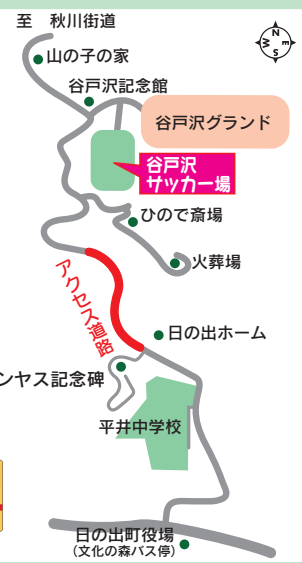 至 秋川街道
N
E
S
W
山の子の家
谷戸沢記念館
谷戸沢グランド
谷戸沢
サッカー場
ひので斎場
火葬場
アクセス道路
日の出ホーム
ンヤス記念碑
平井中学校
日の出町役場
(文化の森バス停)